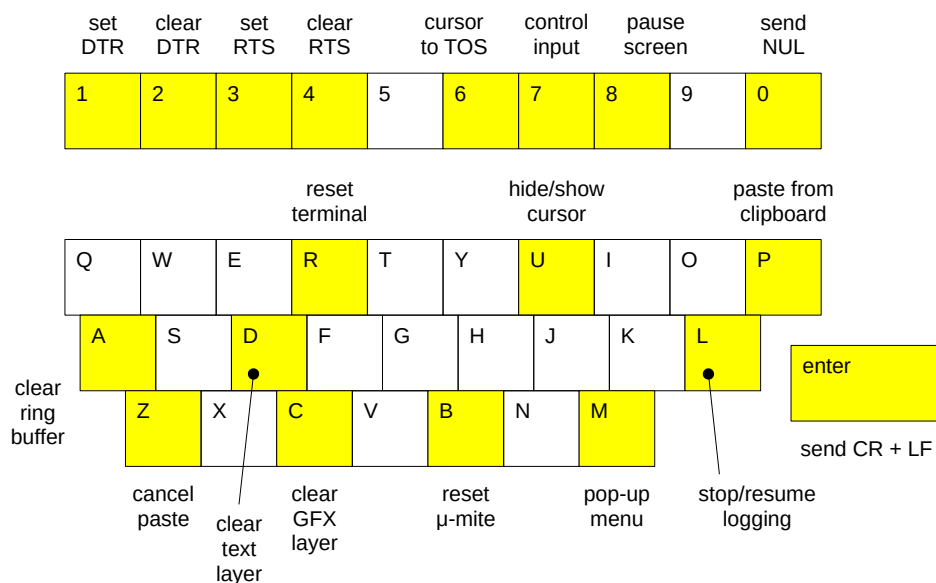 set clear set clear cursor control pause send
DTR DTR RTS RTS to TOS input screen NUL
1 2 3 4 5 6 7 8 9 0
reset hide/show paste from
terminal cursor clipboard
Q W E R T Y U I O P
A S D F G H J K L
enter
clear
ring
buffer
Z X C V B N M
send CR + LF
cancel clear reset pop-up stop/resume
paste GFX µ-mite menu logging
clear layer
text
layer